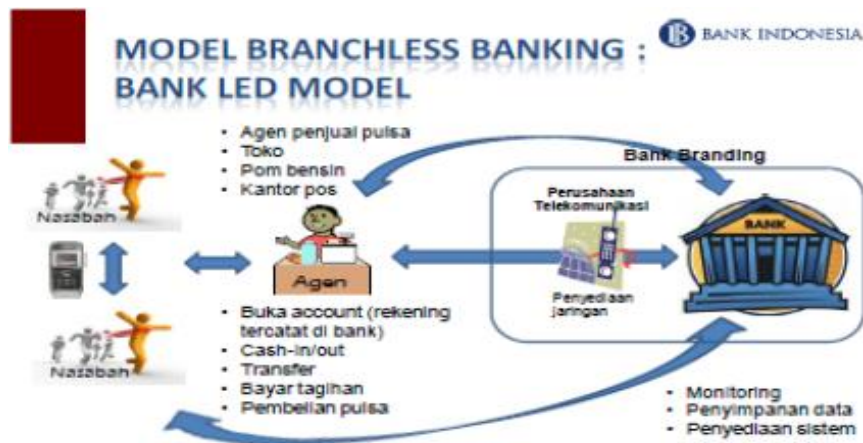 MODEL BRANCHLESS BANKING :
BANK LED MODEL
BANK INDONESIA
• Agen penjual pulsa
• Toko
• Pom bensin
• Kantor pos
Nasabah
Agen
Nasabah
• Buka account (rekening
tercatat di bank)
• Cash-in/out
• Transfer
• Bayar tagihan
• Pembelian pulsa
Bank Branding
Perusahaan
Telekomunikasi
BANK
Penyediaan
jaringan
• Monitoring
• Penyimpanan data
• Penyediaan sistem